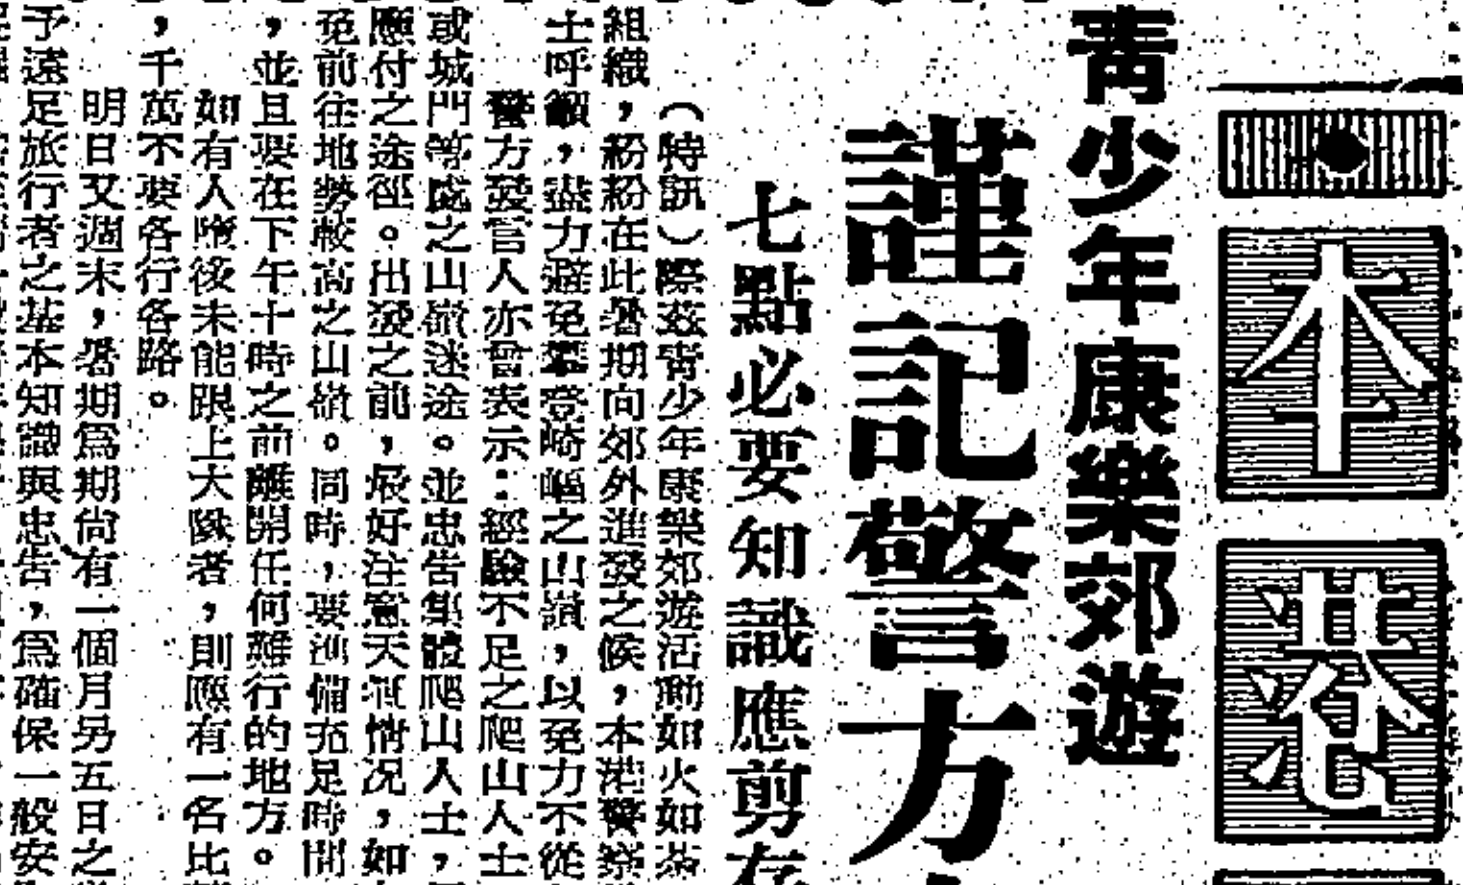 本港
青少年康樂郊遊
謹記警方
七點必要知識應剪存
（特訊）際茲青少年康樂郊遊活動如火如荼
組織，紛紛在此暑期向郊外進發之候，本港警察
士呼籲，盡力避免攀登崎嶇之山嶺，以免力不從
警方發言人亦曾表示：經驗不足之爬山人士
或城門等處之山嶺迷途。並忠告集體爬山人士，
應付之途徑。出發之前，最好注意天氣情况，如
免前往地勢較高之山嶺。同時，要準備充足時間
，並且要在下午十時之前離開任何難行的地方。
如有人墮後未能跟上大隊者，則應有一名比
，千萬不要各行各路。
明日又週末，暑期為期尚有一個月另五日之
予遠足旅行者之基本知識與忠告，為確保一般安